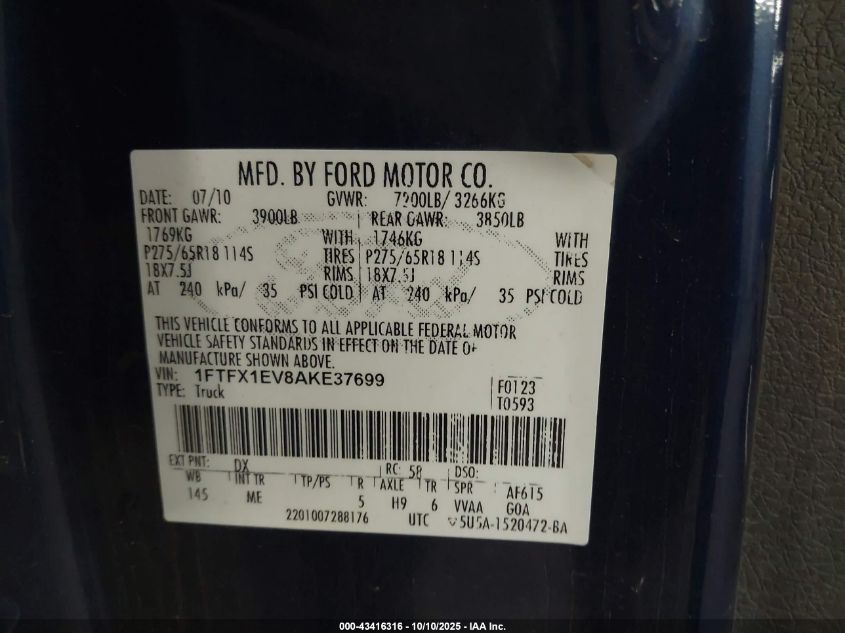 MFD. BY FORD MOTOR CO.
DATE: 07/10 GVWR: 7200LB/ 3266KG
FRONT GAWR: 3900LB REAR GAWR: 3850LB
1769KG WITH 1746KG WITH
P275/65R18 114S TIRES P275/65R18 114S TIRES
18X7.5J RIMS 18X7.5J RIMS
AT 240 kPa/ 35 PSI COLD AT 240 kPa/ 35 PSI COLD
THIS VEHICLE CONFORMS TO ALL APPLICABLE FEDERAL MOTOR
VEHICLE SAFETY STANDARDS IN EFFECT ON THE DATE OF
MANUFACTURE SHOWN ABOVE.
VIN: 1FTFX1EV8AKE37699
TYPE: Truck
F0123
T0593
EXT PNT: DX RC: 58 DSO:
WB INT TR TP/PS R AXLE TR SPR AF615
145 ME 5 H9 6 VVAA GOA
2201007288176 UTC 5U5A-1520472-BA
000-43416316 - 10/10/2025 - IAA Inc.